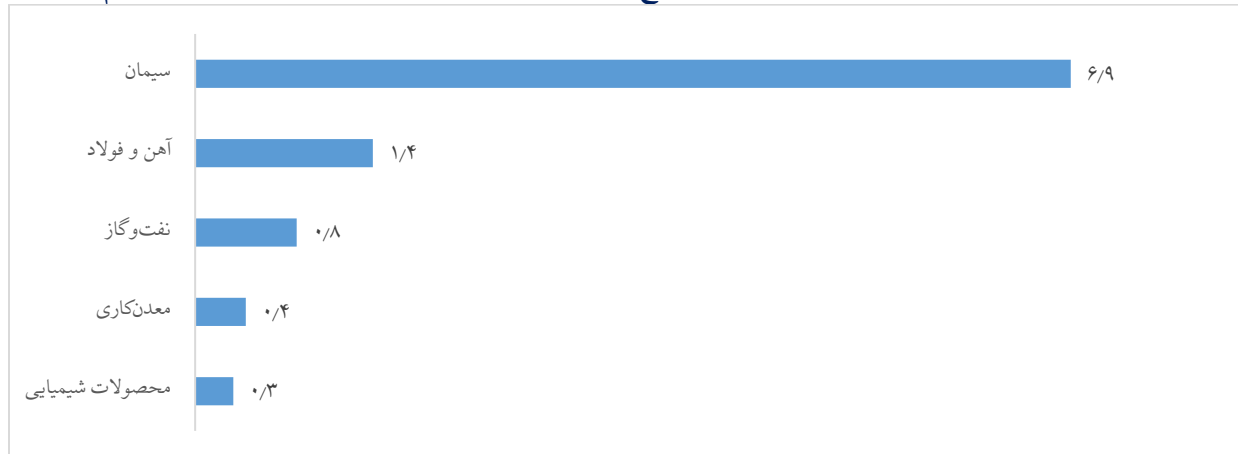 سیمان ۶٫۹
آهن و فولاد ۱٫۴
نفت‌وگاز ۰٫۸
معدن‌کاری ۰٫۴
محصولات شیمیایی ۰٫۳